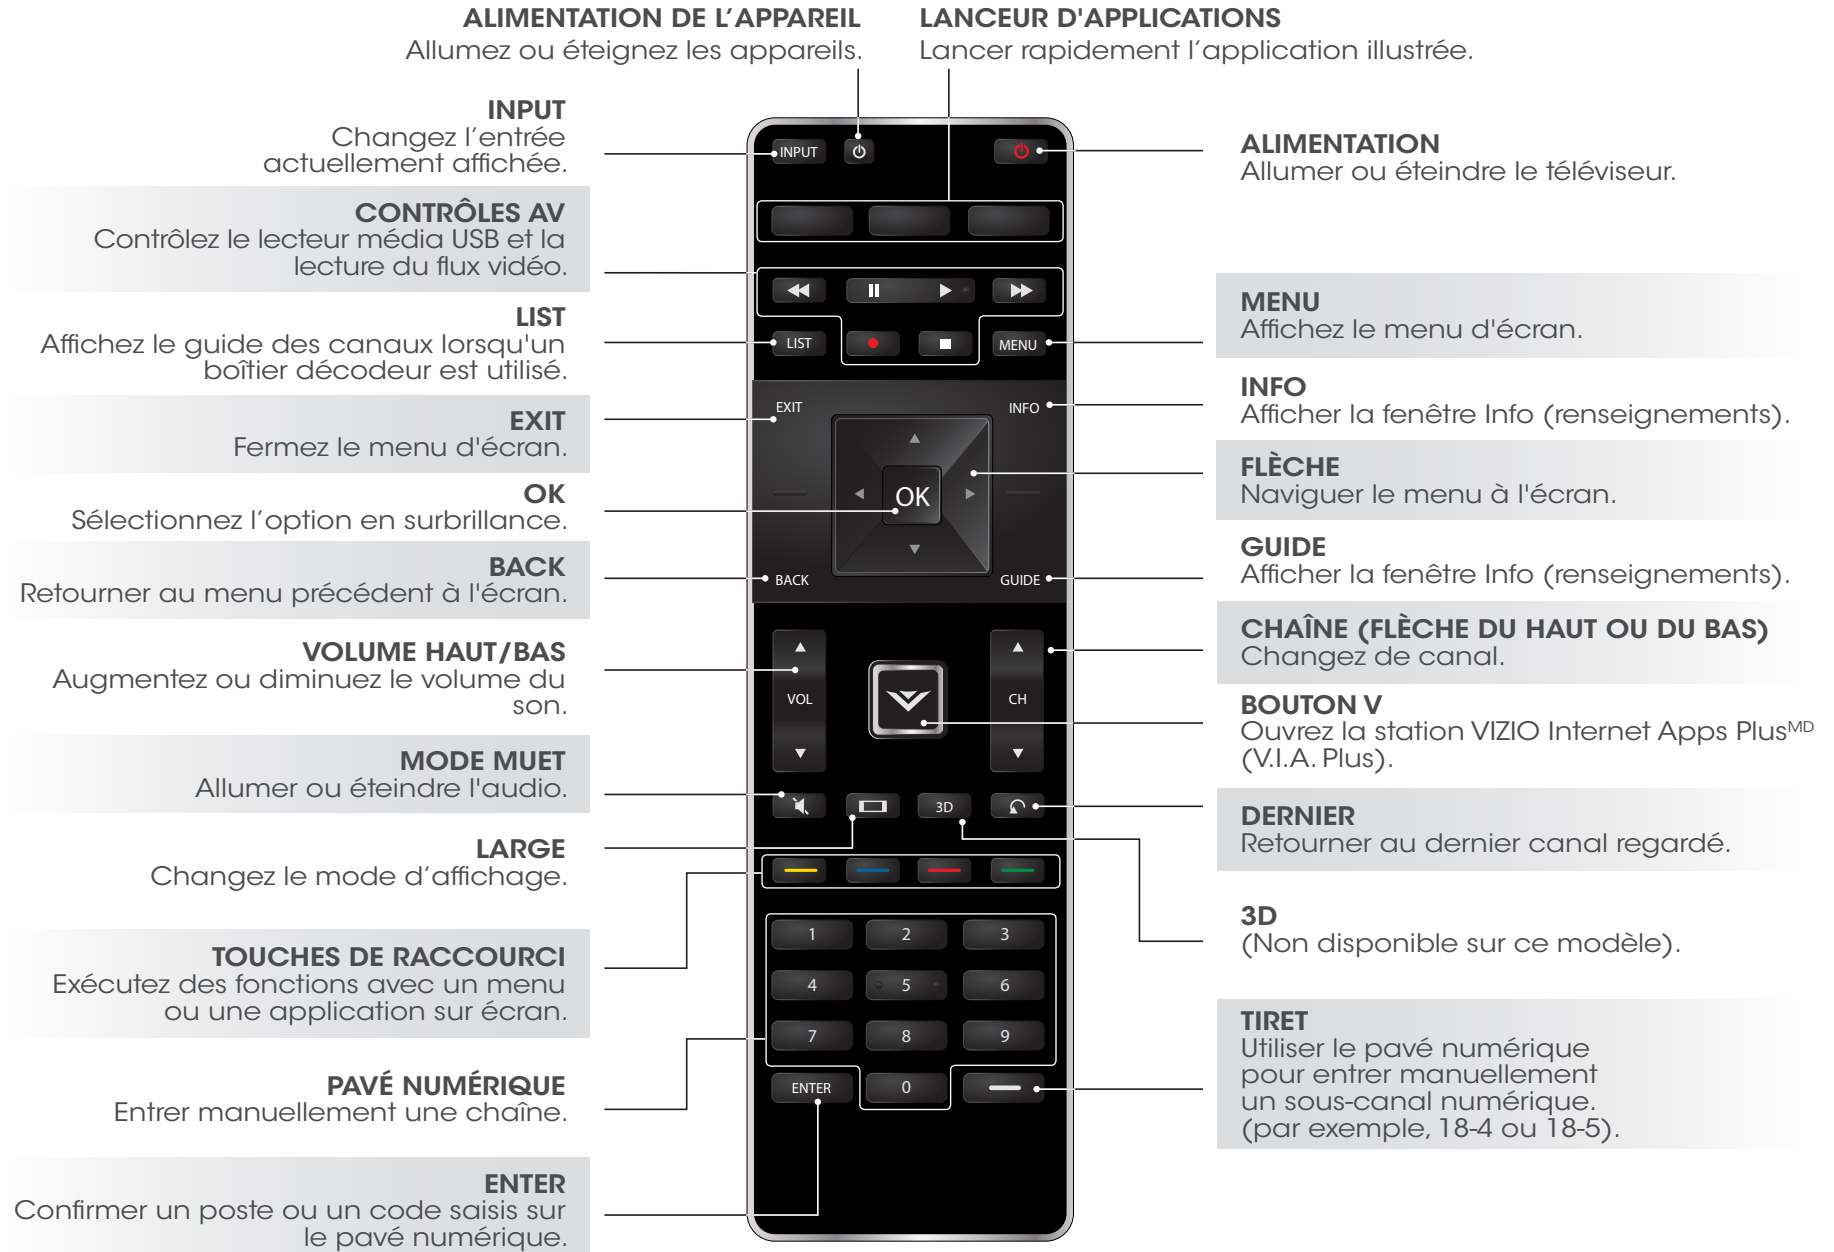 ALIMENTATION DE L’APPAREIL
Allumez ou éteignez les appareils.
LANCEUR D'APPLICATIONS
Lancer rapidement l’application illustrée.
INPUT
Changez l’entrée
actuellement affichée.
CONTRÔLES AV
Contrôlez le lecteur média USB et la
lecture du flux vidéo.
LIST
Affichez le guide des canaux lorsqu'un
boîtier décodeur est utilisé.
EXIT
Fermez le menu d'écran.
OK
Sélectionnez l’option en surbrillance.
BACK
Retourner au menu précédent à l'écran.
VOLUME HAUT/BAS
Augmentez ou diminuez le volume du
son.
MODE MUET
Allumer ou éteindre l'audio.
LARGE
Changez le mode d’affichage.
TOUCHES DE RACCOURCI
Exécutez des fonctions avec un menu
ou une application sur écran.
PAVÉ NUMÉRIQUE
Entrer manuellement une chaîne.
ENTER
Confirmer un poste ou un code saisis sur
le pavé numérique.
INPUT
LIST
MENU
EXIT
INFO
OK
BACK
GUIDE
VOL
CH
3D
1 2 3
4 5 6
7 8 9
ENTER 0
ALIMENTATION
Allumer ou éteindre le téléviseur.
MENU
Affichez le menu d'écran.
INFO
Afficher la fenêtre Info (renseignements).
FLÈCHE
Naviguer le menu à l'écran.
GUIDE
Afficher la fenêtre Info (renseignements).
CHAÎNE (FLÈCHE DU HAUT OU DU BAS)
Changez de canal.
BOUTON V
Ouvrez la station VIZIO Internet Apps Plus^MD
(V.I.A. Plus).
DERNIER
Retourner au dernier canal regardé.
3D
(Non disponible sur ce modèle).
TIRET
Utiliser le pavé numérique
pour entrer manuellement
un sous-canal numérique.
(par exemple, 18-4 ou 18-5).